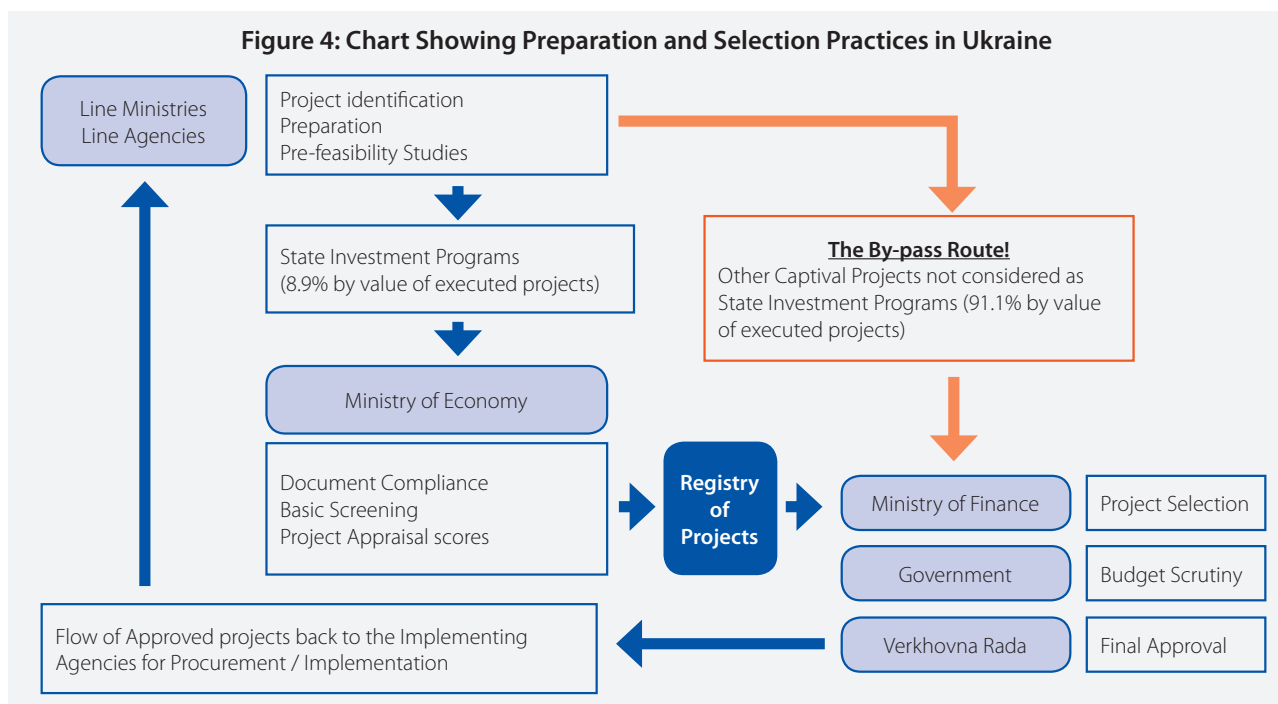 Figure 4: Chart Showing Preparation and Selection Practices in Ukraine
Line Ministries
Line Agencies
Project identification
Preparation
Pre-feasibility Studies
State Investment Programs
(8.9% by value of executed projects)
The By-pass Route!
Other Captival Projects not considered as
State Investment Programs (91.1% by value
of executed projects)
Ministry of Economy
Document Compliance
Basic Screening
Project Appraisal scores
Registry
of
Projects
Ministry of Finance
Project Selection
Government
Budget Scrutiny
Verkhovna Rada
Final Approval
Flow of Approved projects back to the Implementing
Agencies for Procurement / Implementation